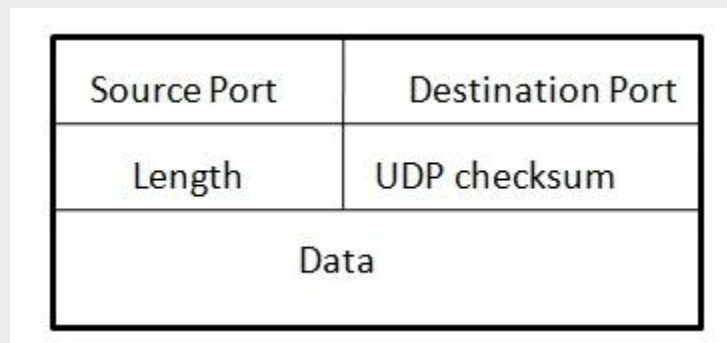 Source Port Destination Port
Length UDP checksum
Data